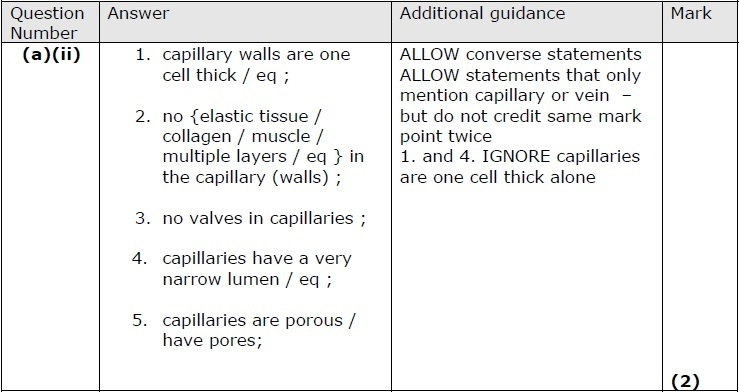 Question Number
Answer
Additional guidance
Mark
(a)(ii)
1. capillary walls are one
cell thick / eq ;
2. no {elastic tissue /
collagen / muscle /
multiple layers / eq } in
the capillary (walls) ;
3. no valves in capillaries ;
4. capillaries have a very
narrow lumen / eq ;
5. capillaries are porous /
have pores;
ALLOW converse statements
ALLOW statements that only
mention capillary or vein –
but do not credit same mark
point twice
1. and 4. IGNORE capillaries
are one cell thick alone
(2)